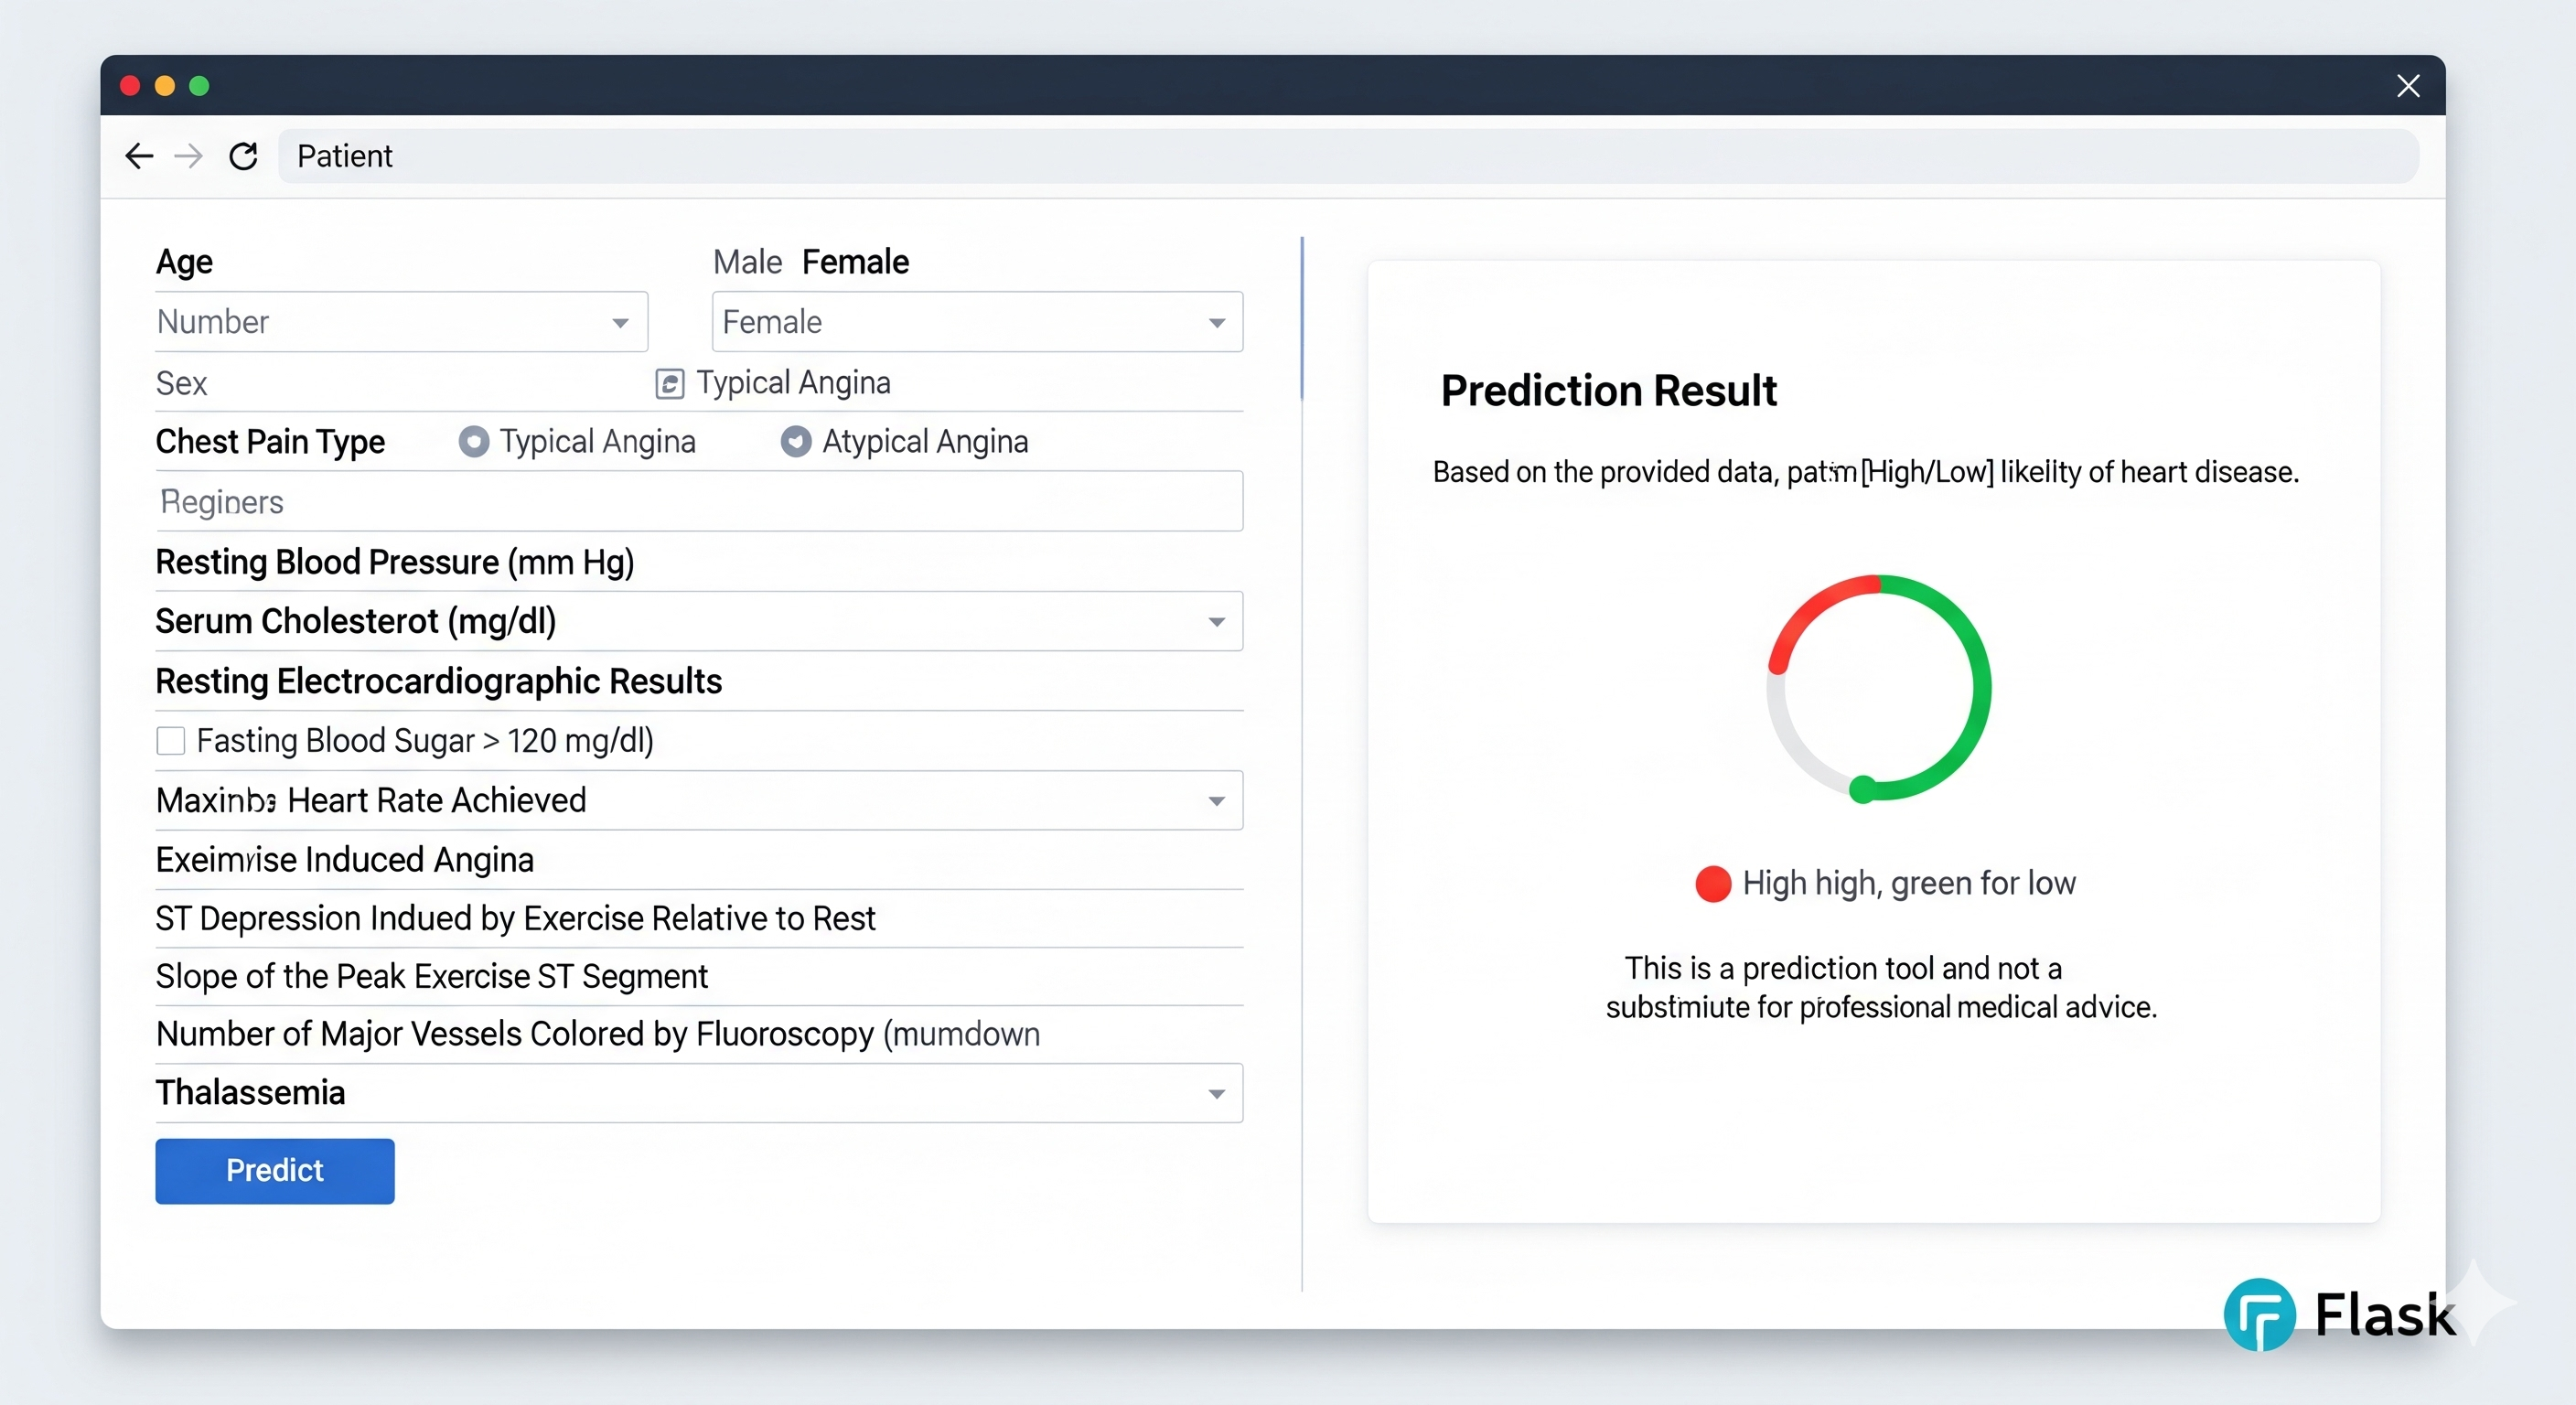 Patient
Age
Male Female
Number
Female
Sex
Typical Angina
Chest Pain Type Typical Angina Atypical Angina
Reginers
Resting Blood Pressure (mm Hg)
Serum Cholesterot (mg/dl)
Resting Electrocardiographic Results
Fasting Blood Sugar > 120 mg/dl)
Heart Rate Achieved
Induced Angina
ST Depression Indued by Exercise Relative to Rest
Slope of the Peak Exercise ST Segment
Number of Major Vessels Colored by Fluoroscopy (mumdown
Thalassemia
Predict
Prediction Result
Based on the provided data, [High/Low] likelity of heart disease.
High high, green for low
This is a prediction tool and not a
substmiute for professional medical advice.
Flask